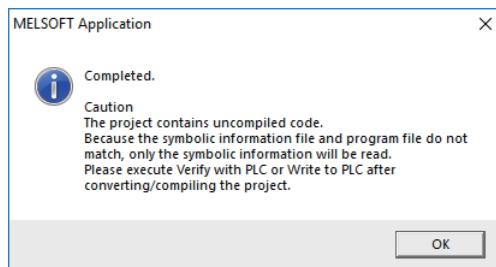 MELSOFT Application
Completed.
Caution
The project contains uncompiled code.
Because the symbolic information file and program file do not
match, only the symbolic information will be read.
Please execute Verify with PLC or Write to PLC after
converting/compiling the project.
OK